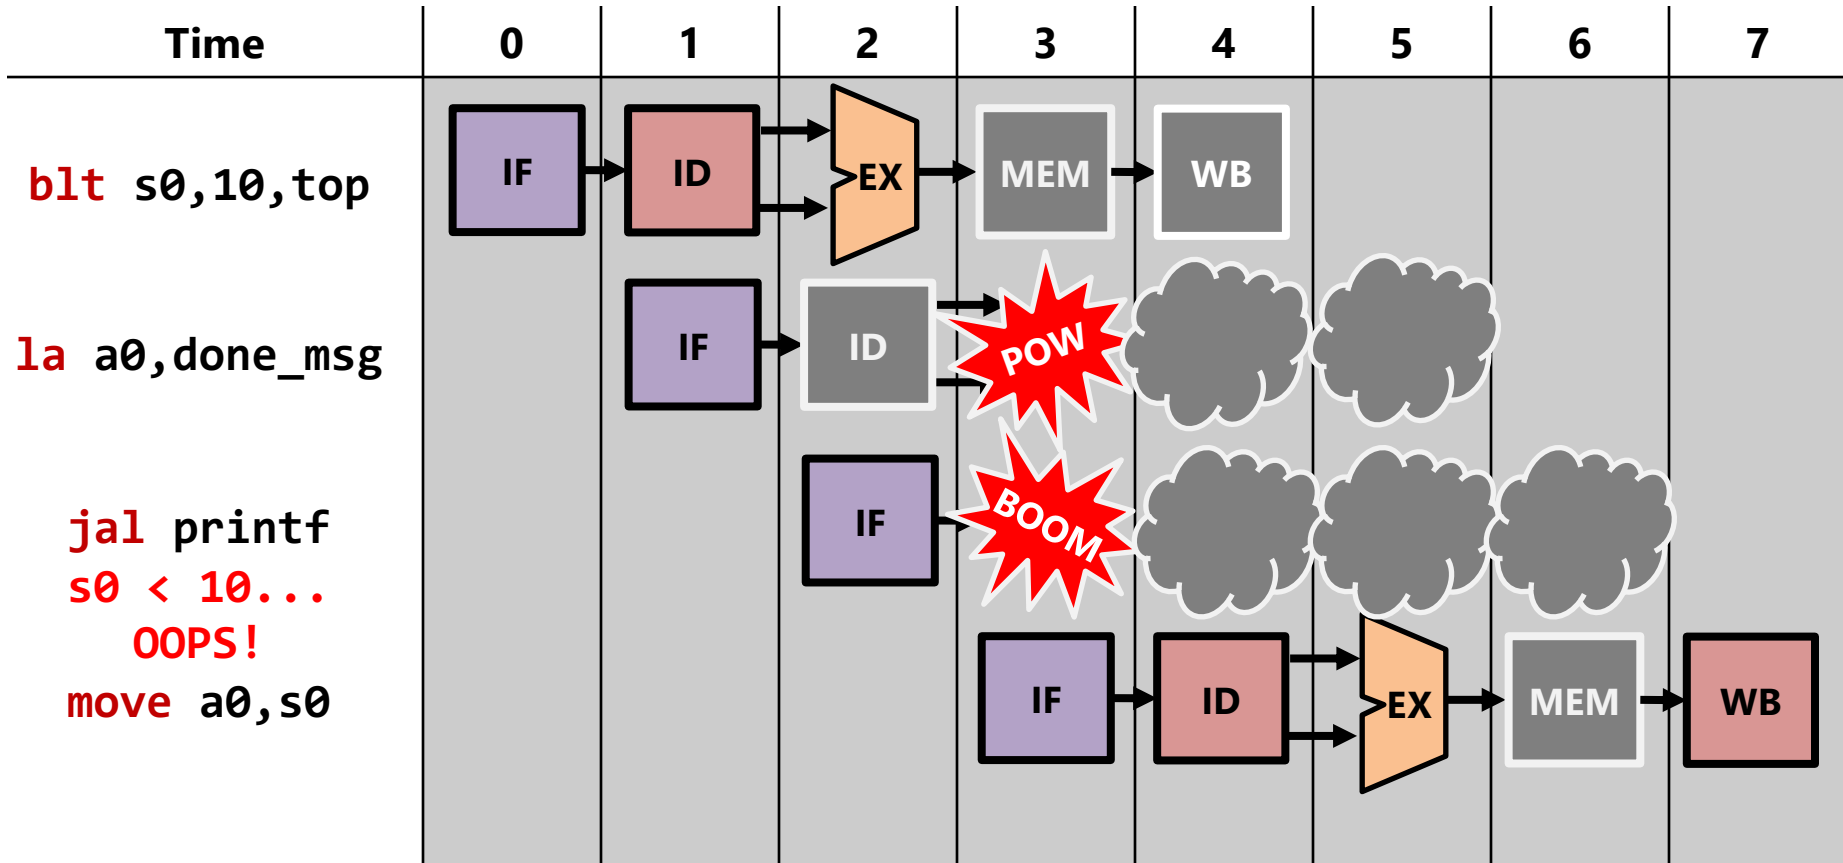 Time 0 1 2 3 4 5 6 7
blt s0,10,top IF ID EX MEM WB
la a0,done_msg IF ID POW
jal printf IF BOOM
s0 < 10...
OOPS!
move a0,s0 IF ID EX MEM WB